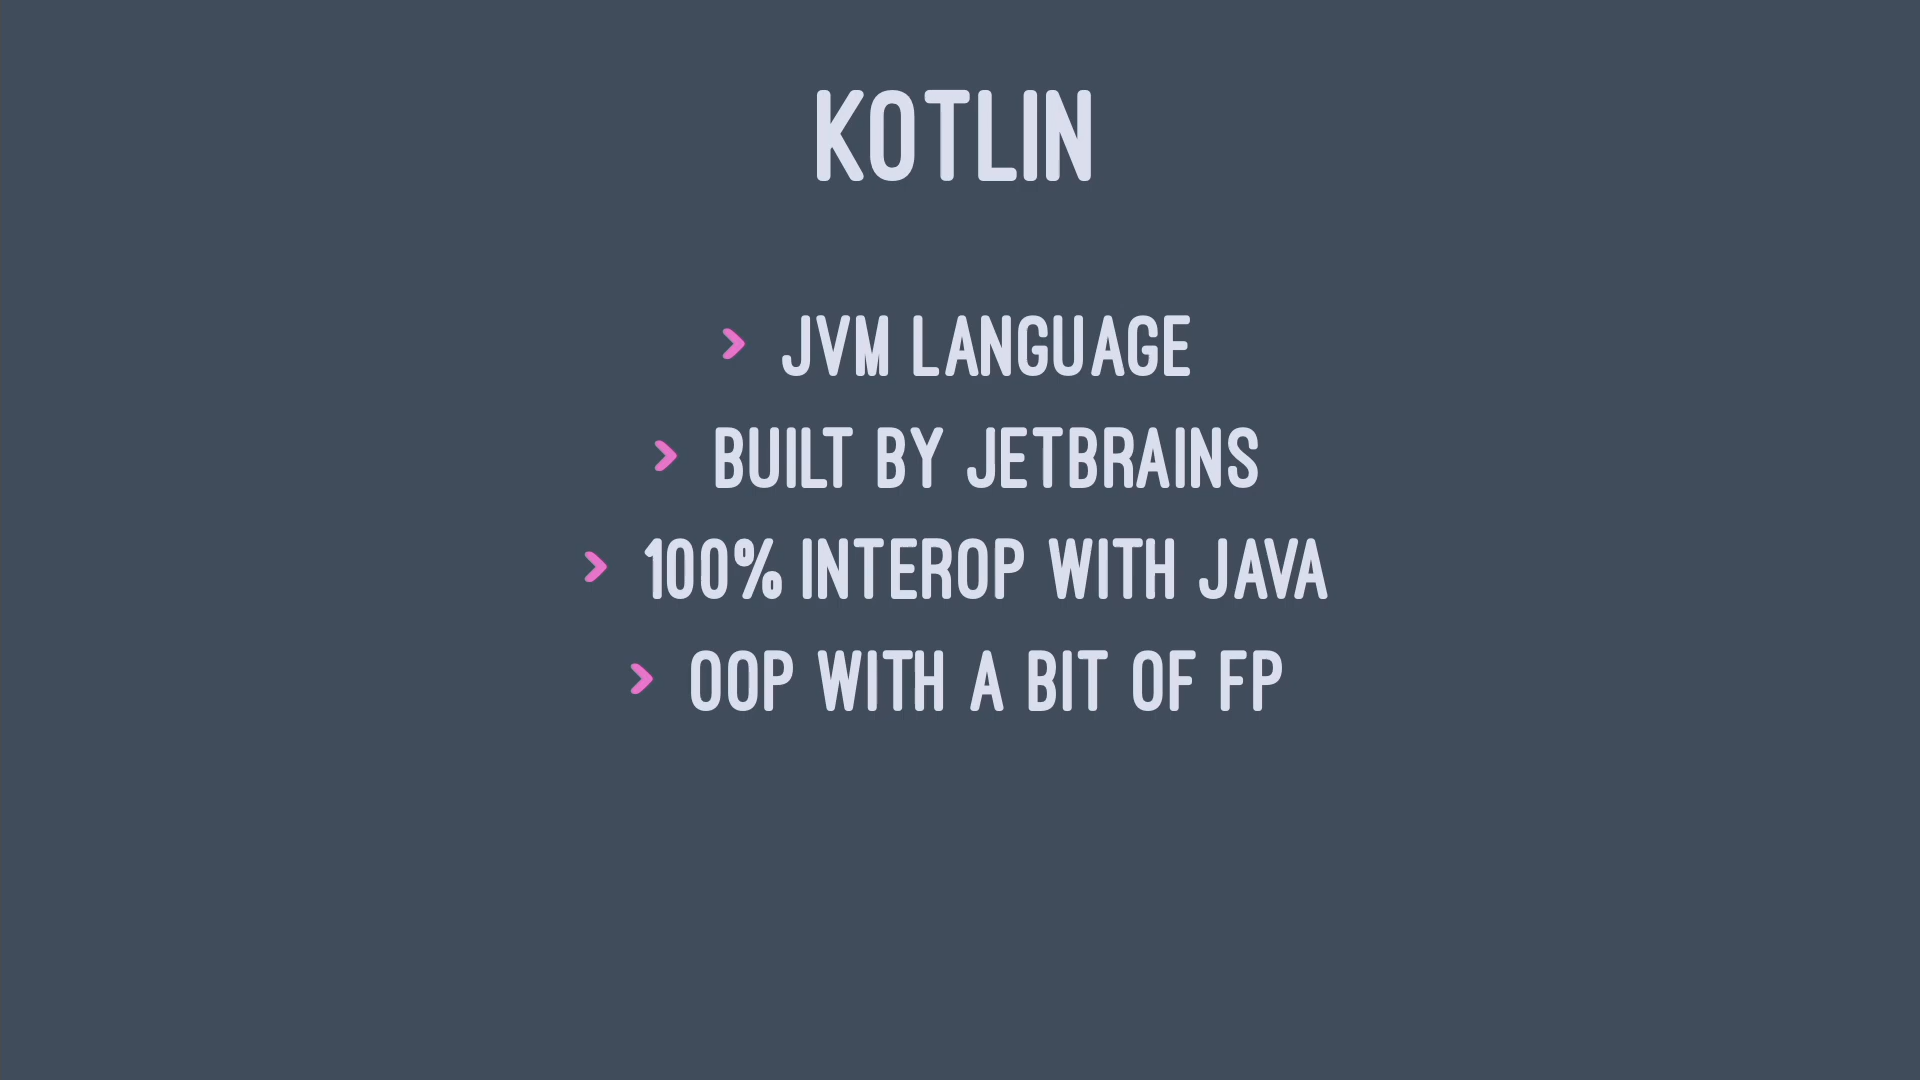 KOTLIN
> JVM LANGUAGE
> BUILT BY JETBRAINS
> 100% INTEROP WITH JAVA
> OOP WITH A BIT OF FP